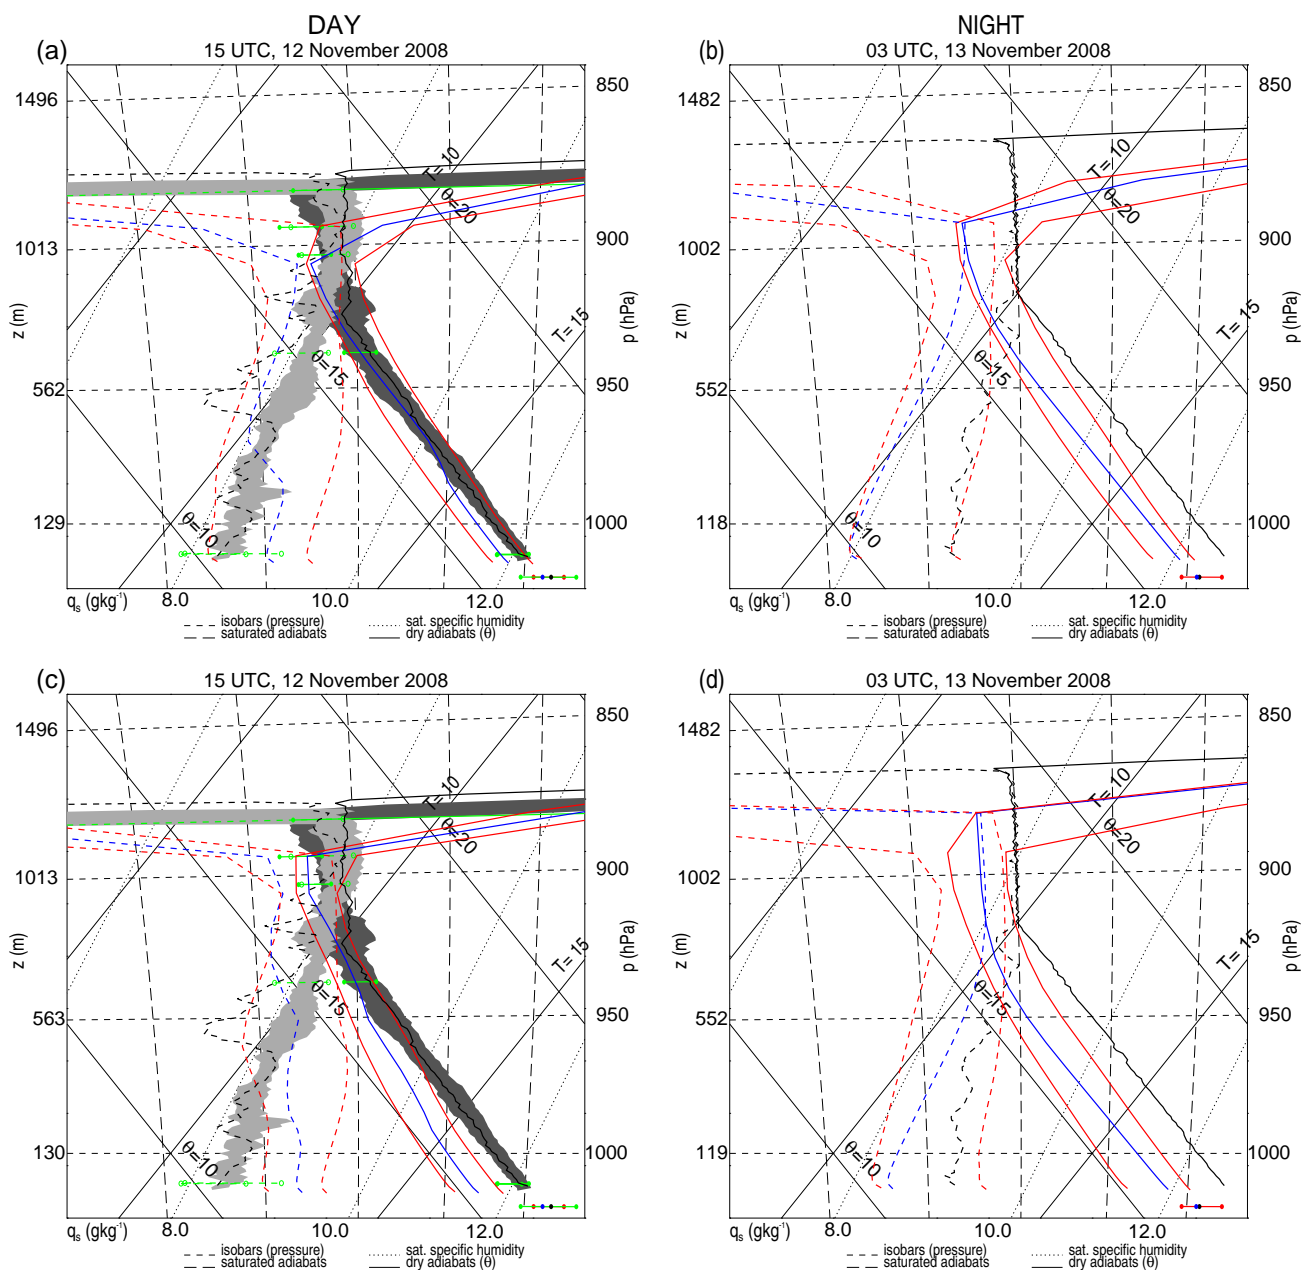 DAY
NIGHT
(a)
15 UTC, 12 November 2008
(b)
03 UTC, 13 November 2008
1496
850
1482
850
T= 10
T= 10
θ=20
θ=20
1013
900
1002
900
z (m)
p (hPa)
z (m)
p (hPa)
T= 15
T= 15
θ=15
θ=15
562
950
552
950
129
1000
118
1000
θ=10
θ=10
qs (gkg-1)
8.0
10.0
12.0
qs (gkg-1)
8.0
10.0
12.0
isobars (pressure)
sat. specific humidity
saturated adiabats
dry adiabats (θ)
isobars (pressure)
sat. specific humidity
saturated adiabats
dry adiabats (θ)
(c)
15 UTC, 12 November 2008
(d)
03 UTC, 13 November 2008
1496
850
1482
850
T= 10
T= 10
θ=20
θ=20
1013
900
1002
900
z (m)
p (hPa)
z (m)
p (hPa)
T= 15
T= 15
θ=15
θ=15
563
950
552
950
130
1000
119
1000
θ=10
θ=10
qs (gkg-1)
8.0
10.0
12.0
qs (gkg-1)
8.0
10.0
12.0
isobars (pressure)
sat. specific humidity
saturated adiabats
dry adiabats (θ)
isobars (pressure)
sat. specific humidity
saturated adiabats
dry adiabats (θ)